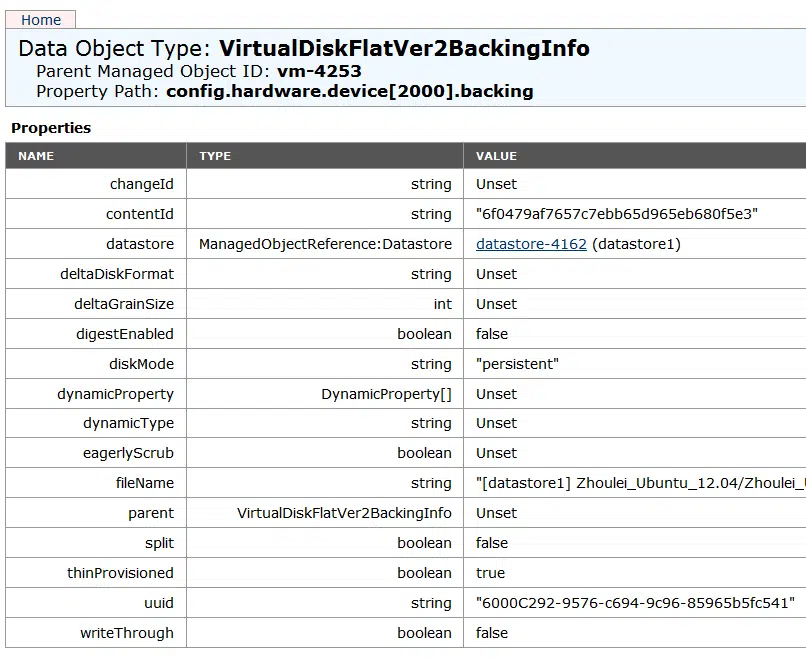 Home
Data Object Type: VirtualDiskFlatVer2BackingInfo
Parent Managed Object ID: vm-4253
Property Path: config.hardware.device[2000].backing
Properties
NAME TYPE VALUE
changeId string Unset
contentId string "6f0479af7657c7ebb65d965eb680f5e3"
datastore ManagedObjectReference:Datastore datastore-4162 (datastore1)
deltaDiskFormat string Unset
deltaGrainSize int Unset
digestEnabled boolean false
diskMode string "persistent"
dynamicProperty DynamicProperty[] Unset
dynamicType string Unset
eagerlyScrub boolean Unset
fileName string "[datastore1] Zhoulei_Ubuntu_12.04/Zhoulei_
parent VirtualDiskFlatVer2BackingInfo Unset
split boolean false
thinProvisioned boolean true
uuid string "6000C292-9576-c694-9c96-85965b5fc541"
writeThrough boolean false